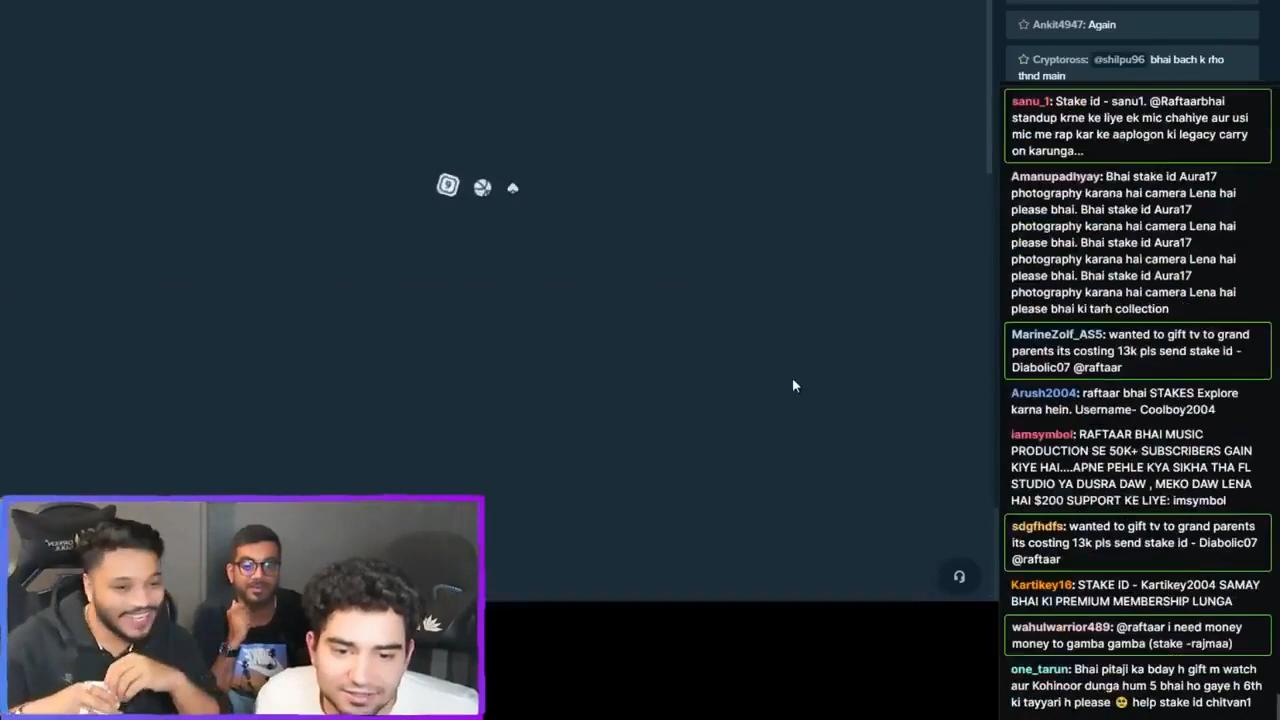 Ankit4947: Again
Cryptoross: @shilpu96 bhai bach k rho
thnd main
sanu_1: Stake id - sanu1. @Raftaarbhai
standup krne ke liye ek mic chahiye aur usi
mic me rap kar ke aaplogon ki legacy carry
on karunga...
Amanupadhyay: Bhai stake id Aura17
photography karana hai camera Lena hai
please bhai. Bhai stake id Aura17
photography karana hai camera Lena hai
please bhai. Bhai stake id Aura17
photography karana hai camera Lena hai
please bhai. Bhai stake id Aura17
photography karana hai camera Lena hai
please bhai ki tarh collection
MarineZolf_AS5: wanted to gift tv to grand
parents its costing 13k pls send stake id -
Diabolic07 @raftaar
Arush2004: raftaar bhai STAKES Explore
karna hein. Username- Coolboy2004
iamsymbol: RAFTAAR BHAI MUSIC
PRODUCTION SE 50K+ SUBSCRIBERS GAIN
KIYE HAI....APNE PEHLE KYA SIKHA THA FL
STUDIO YA DUSRA DAW , MEKO DAW LENA
HAI $200 SUPPORT KE LIYE: imsymbol
sdgfhdfs: wanted to gift tv to grand parents
its costing 13k pls send stake id - Diabolic07
@raftaar
Kartikey16: STAKE ID - Kartikey2004 SAMAY
BHAI KI PREMIUM MEMBERSHIP LUNGA
wahulwarrior489: @raftaar i need money
money to gamba gamba (stake -rajmaa)
one_tarun: Bhai pitaji ka bday h gift m watch
aur Kohinoor dunga hum 5 bhai ho gaye h 6th
ki tayyari h please 🥹 help stake id chitvan1